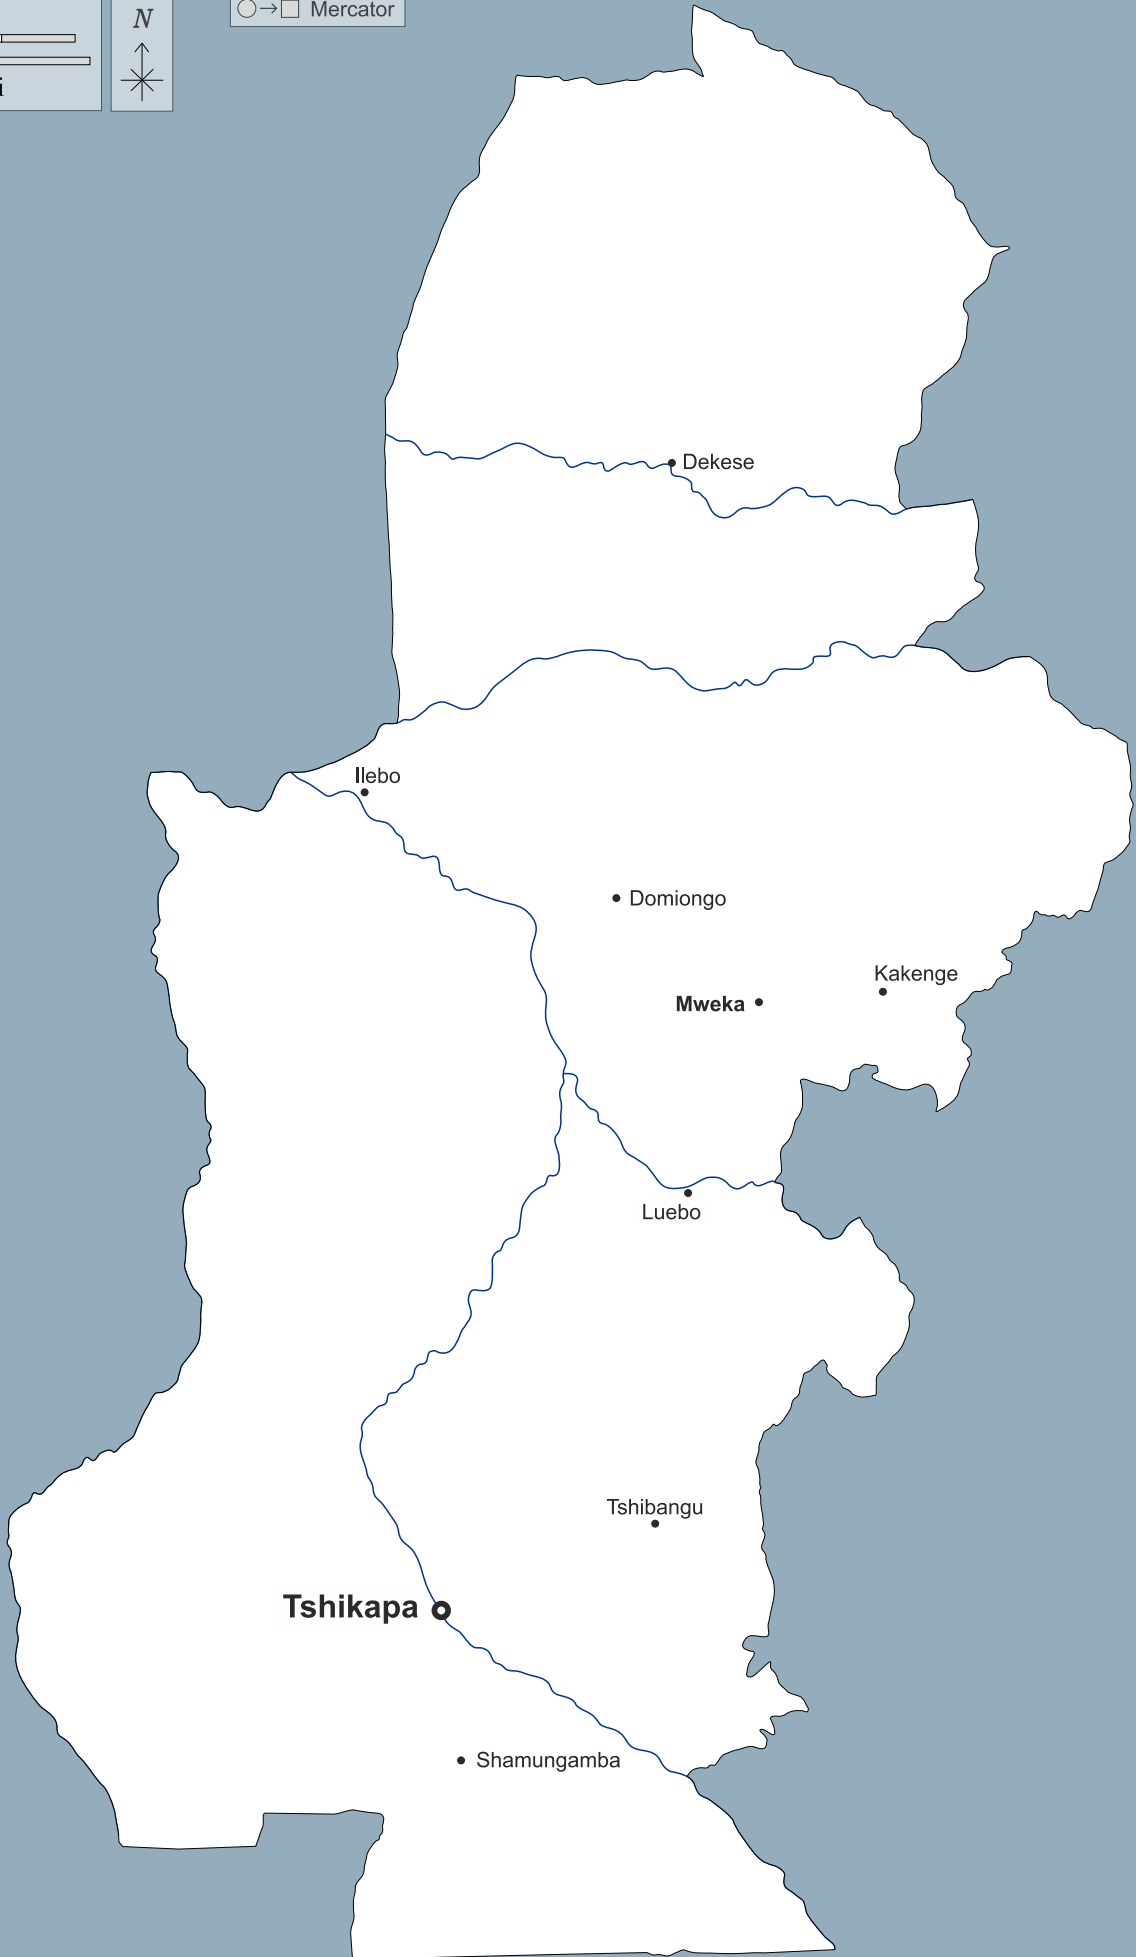 N
Mercator
i
Dekese
Ilebo
Domiongo
Kakenge
Mweka
Luebo
Tshibangu
Tshikapa
Shamungamba